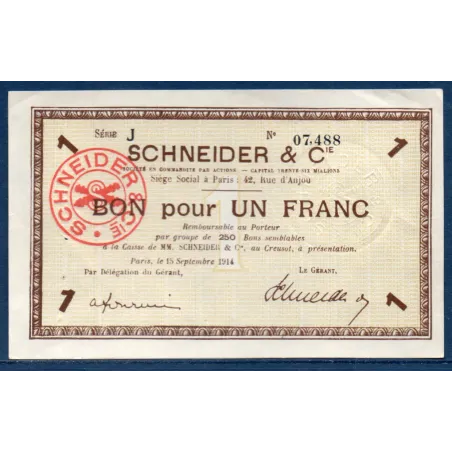 Série J
N° 07,488
1
1
SCHNEIDER & CIE
SOCIÉTÉ EN COMMANDITE PAR ACTIONS. — CAPITAL TRENTE-SIX MILLIONS
Siège Social à Paris : 42, Rue d'Anjou
SCHNEIDER & CIE
BON pour UN FRANC
Remboursable au Porteur
par groupe de 250 Bons semblables
à la Caisse de MM. SCHNEIDER & Cie, au Creusot, à présentation.
Paris, le 15 Septembre 1914
Par Délégation du Gérant,
LE GÉRANT,
1
1
Schneider